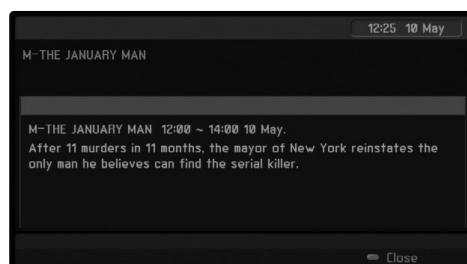 12:25 10 May
M-THE JANUARY MAN
M-THE JANUARY MAN 12:00 ~ 14:00 10 May.
After 11 murders in 11 months, the mayor of New York reinstates the
only man he believes can find the serial killer.
Close